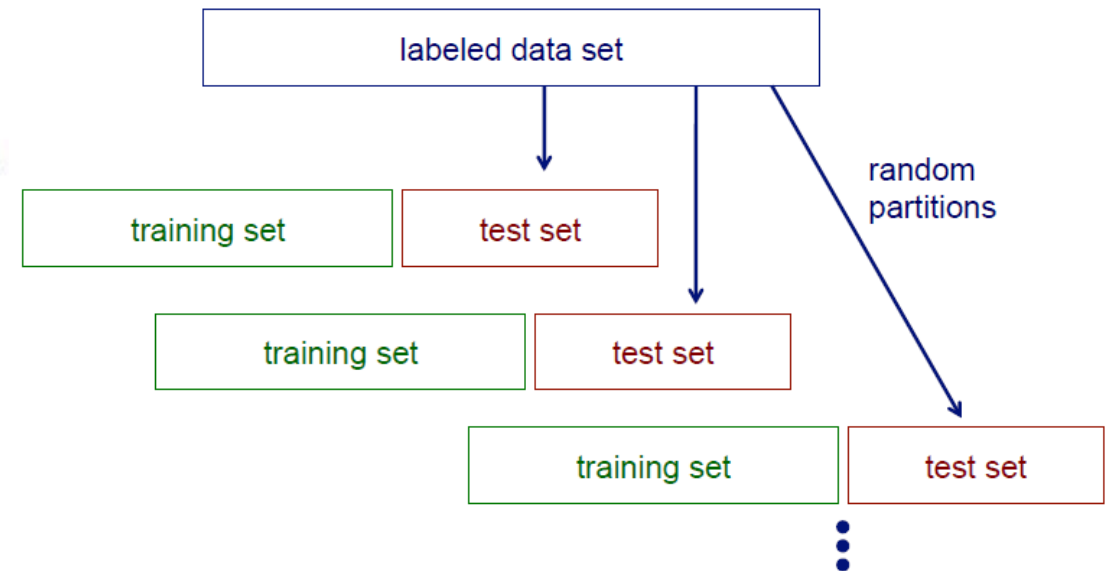 labeled data set
random
partitions
training set
test set
training set
test set
training set
test set